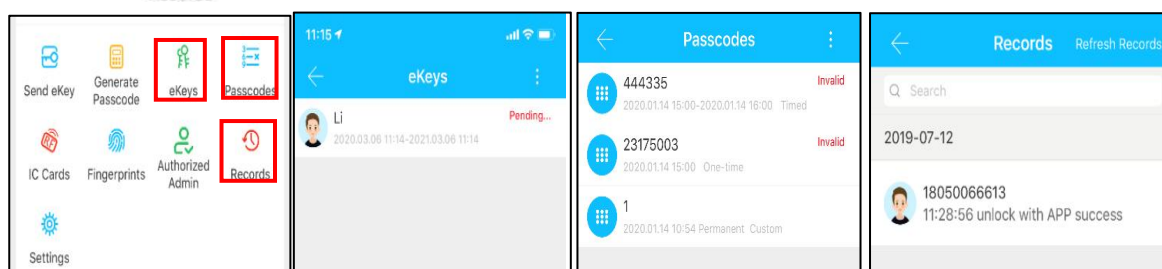 Send eKey
Generate
Passcode
eKeys
Passcodes
IC Cards
Fingerprints
Authorized
Admin
Records
Settings
11:15
eKeys
Li
Pending...
2020.03.06 11:14-2021.03.06 11:14
Passcodes
444335
Invalid
2020.01.14 15:00-2020.01.14 16:00 Timed
23175003
Invalid
2020.01.14 15:00 One-time
1
2020.01.14 10:54 Permanent Custom
Records
Refresh Records
Search
2019-07-12
18050066613
11:28:56 unlock with APP success